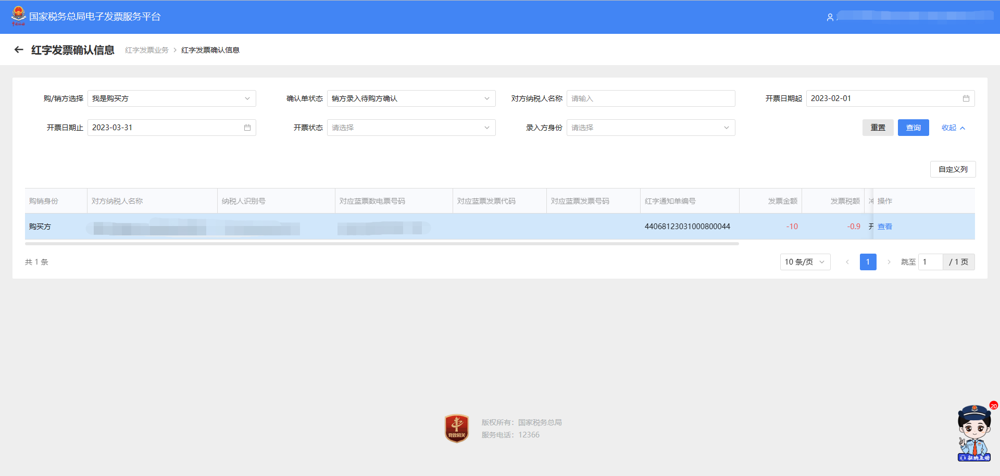 国家税务总局电子发票服务平台
红字发票确认信息 红字发票业务 > 红字发票确认信息
购/销方选择 我是购买方 确认单状态 销方录入待购方确认 对方纳税人名称 请输入 开票日期起 2023-02-01
开票日期止 2023-03-31 开票状态 请选择 录入方身份 请选择 重置 查询 收起
自定义列
购销身份 对方纳税人名称 纳税人识别号 对应蓝票数电票号码 对应蓝票发票代码 对应蓝票发票号码 红字通知单编号 发票金额 发票税额 操作
购买方 44068123031000800044 -10 -0.9 开 查看
共 1 条 10 条/页 < 1 > 跳至 1 / 1 页
版权所有：国家税务总局
服务电话：12366
党政机关
20
征纳互动